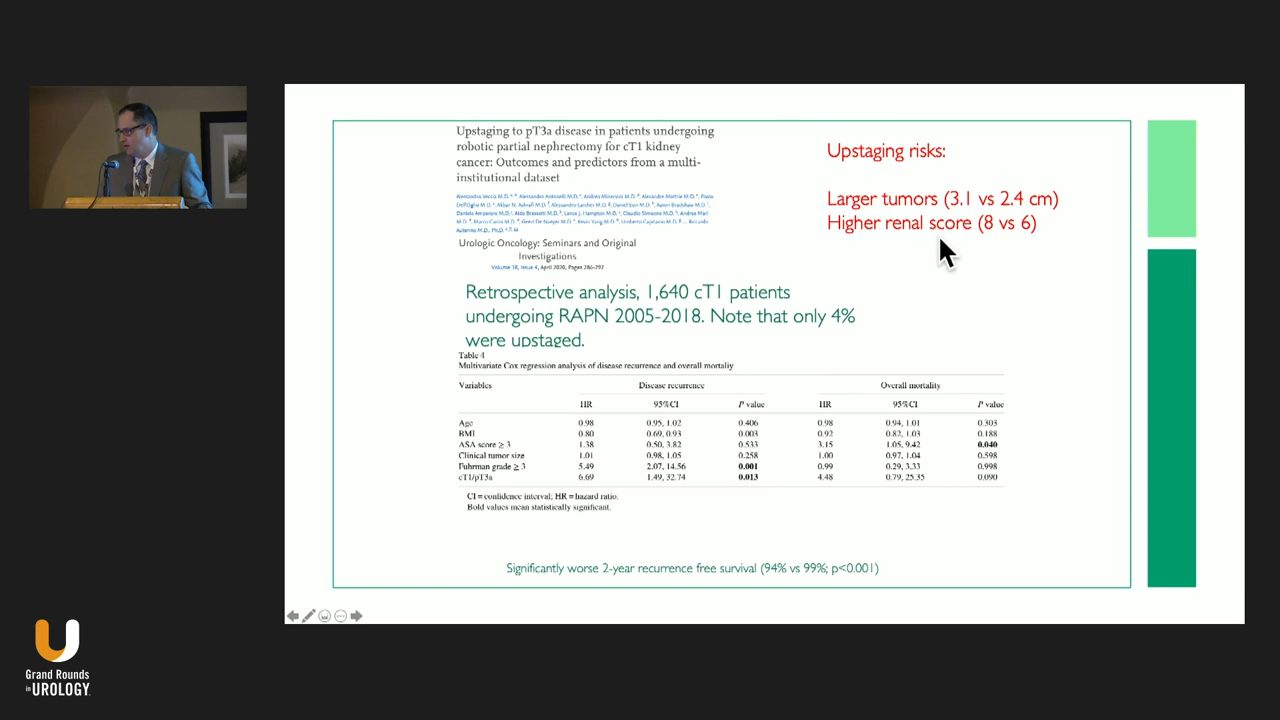 Upstaging to pT3a disease in patients undergoing
robotic partial nephrectomy for cT1 kidney
cancer: Outcomes and predictors from a multi-
institutional dataset
Urologic Oncology: Seminars and Original
Investigations
Volume 38, Issue 4, April 2020, Pages 286-292
Upstaging risks:
Larger tumors (3.1 vs 2.4 cm)
Higher renal score (8 vs 6)
Retrospective analysis, 1,640 cT1 patients
undergoing RAPN 2005-2018. Note that only 4%
were upstaged.
Table 4
Multivariate Cox regression analysis of disease recurrence and overall mortality
Variables Disease recurrence Overall mortality
HR 95%CI P value HR 95%CI P value
Age 0.98 0.95, 1.02 0.406 0.98 0.94, 1.01 0.303
BMI 0.80 0.69, 0.93 0.003 0.92 0.82, 1.03 0.188
ASA score ≥ 3 1.38 0.50, 3.82 0.533 3.15 1.05, 9.42 0.040
Clinical tumor size 1.01 0.98, 1.05 0.258 1.00 0.97, 1.04 0.598
Fuhrman grade ≥ 3 5.49 2.07, 14.56 0.001 0.99 0.29, 3.33 0.998
cT1/pT3a 6.69 1.49, 32.74 0.013 4.48 0.79, 25.35 0.090
CI = confidence interval; HR = hazard ratio.
Bold values mean statistically significant.
Significantly worse 2-year recurrence free survival (94% vs 99%; p<0.001)
Grand Rounds
in UROLOGY